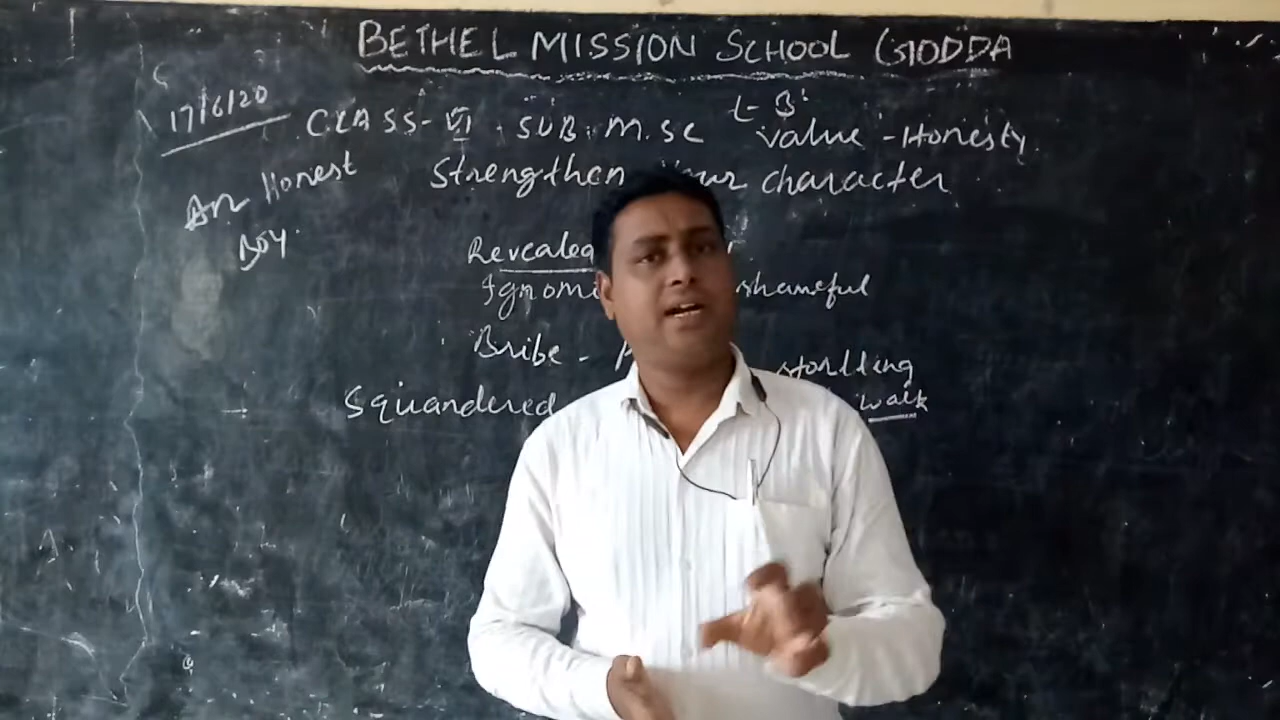 BETHEL MISSION SCHOOL GODDA
17/6/20 CLASS-VI SUB: M.SC L-3
Value - Honesty
An Honest Boy
Strengthen your character
Revealed
shameful
Bribe -
Squandered walk